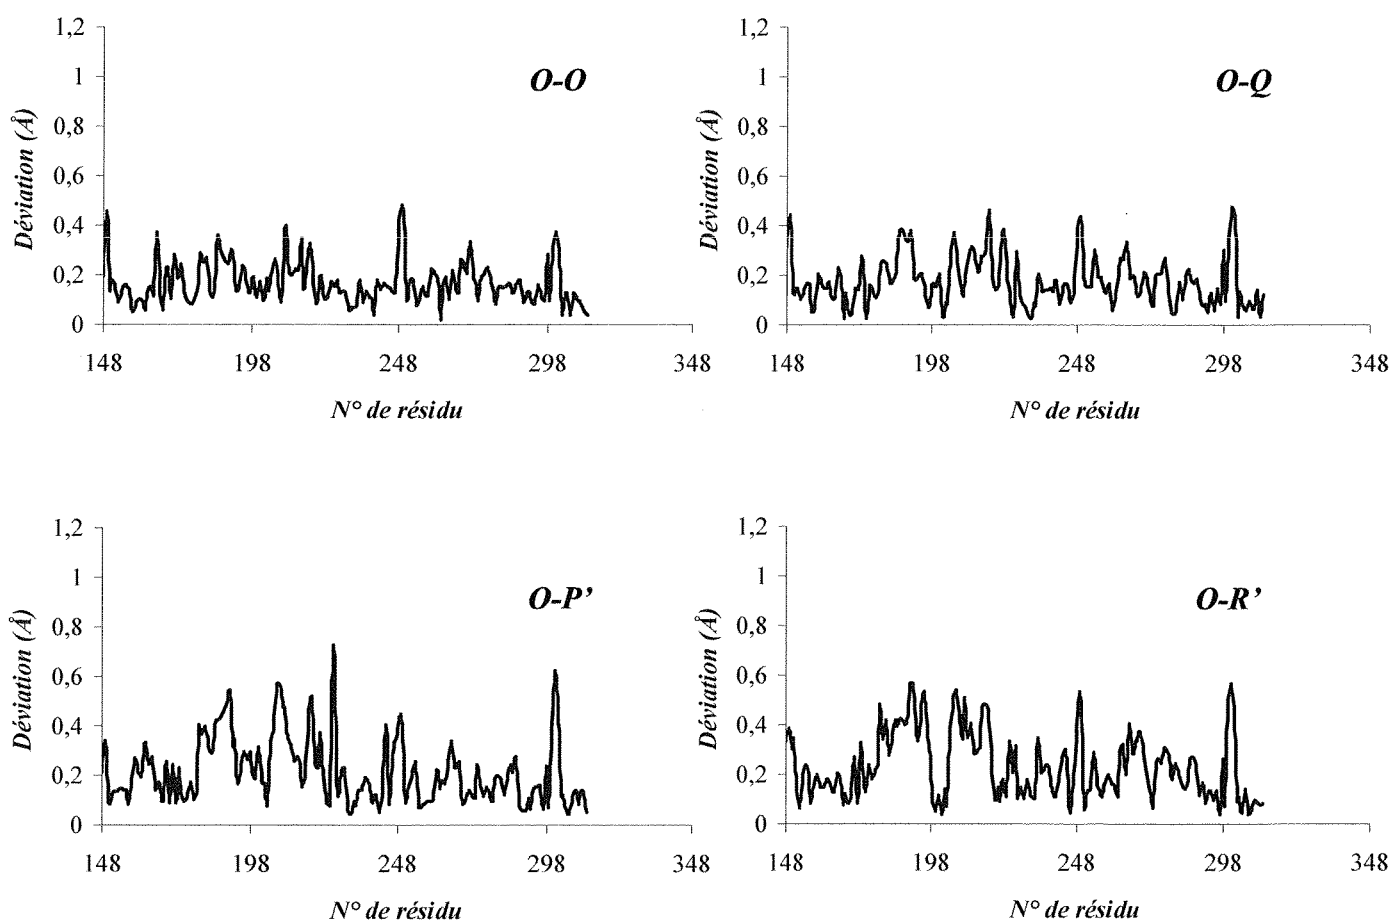 1,2
1
0,8
0,6
0,4
0,2
0
Déviation (Å)
O-O
148 198 248 298 348
N° de résidu
1,2
1
0,8
0,6
0,4
0,2
0
Déviation (Å)
O-Q
148 198 248 298 348
N° de résidu
1,2
1
0,8
0,6
0,4
0,2
0
Déviation (Å)
O-P’
148 198 248 298 348
N° de résidu
1,2
1
0,8
0,6
0,4
0,2
0
Déviation (Å)
O-R’
148 198 248 298 348
N° de résidu